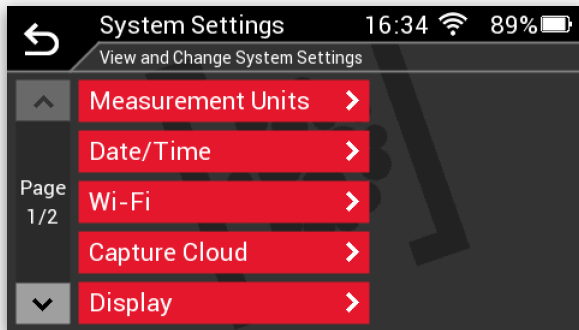 System Settings 16:34 89%
View and Change System Settings
Measurement Units
Date/Time
Page
1/2
Wi-Fi
Capture Cloud
Display